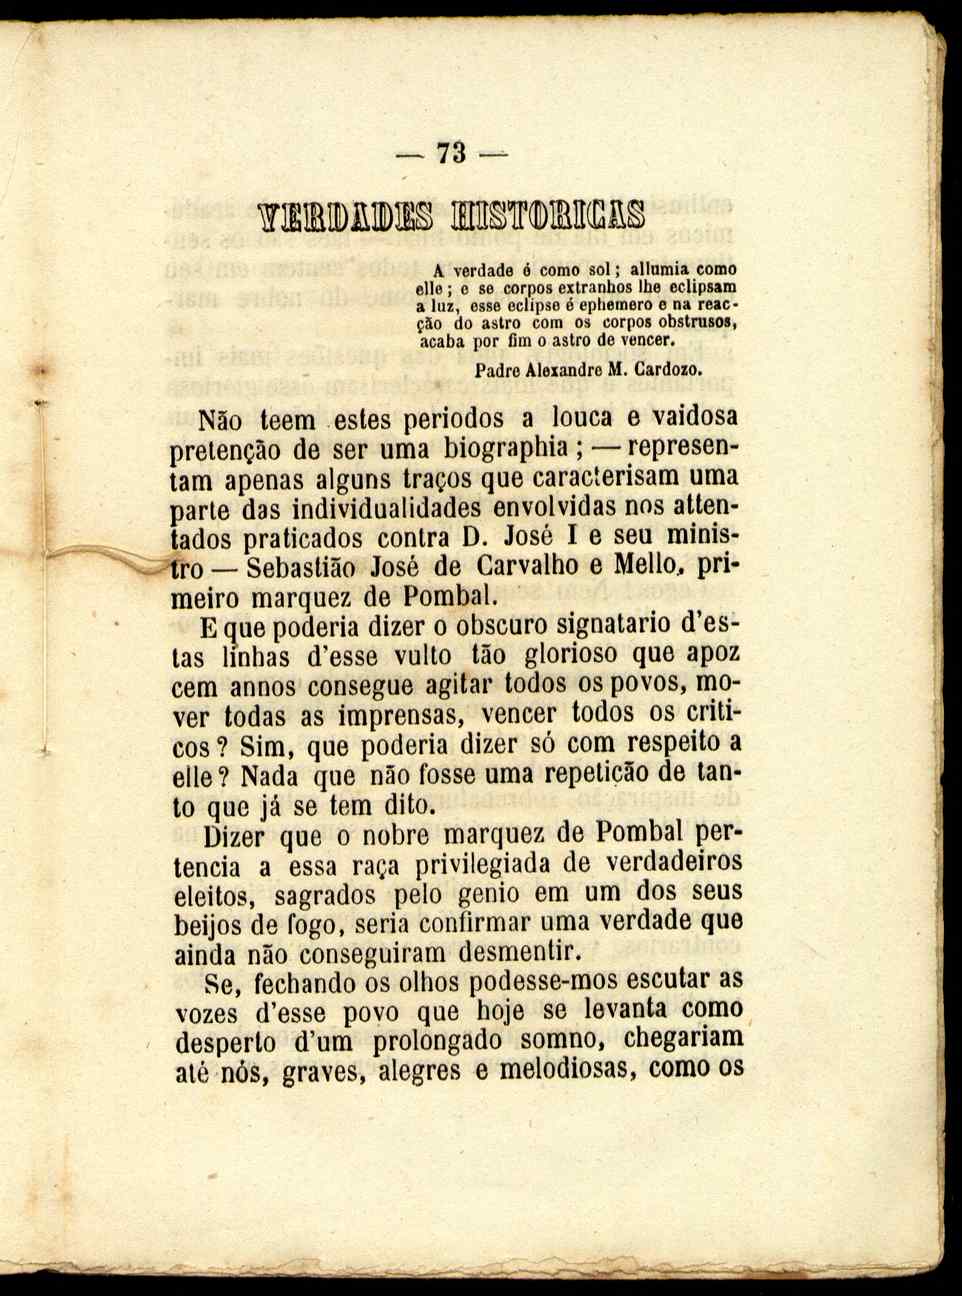 — 73 —
VERDADES HISTORICAS
A verdade é como sol; allumia como
elle; e se corpos extranhos lhe eclipsam
a luz, esse eclipse é ephemero e na reac-
ção do astro com os corpos obstrusos,
acaba por fim o astro de vencer.
Padre Alexandre M. Cardozo.
Não teem estes periodos a louca e vaidosa
pretenção de ser uma biographia; — represen-
tam apenas alguns traços que caracterisam uma
parte das individualidades envolvidas nos atten-
tados praticados contra D. José I e seu minis-
tro — Sebastião José de Carvalho e Mello, pri-
meiro marquez de Pombal.
E que poderia dizer o obscuro signatario d'es-
tas linhas d'esse vulto tão glorioso que apoz
cem annos consegue agitar todos os povos, mo-
ver todas as imprensas, vencer todos os criti-
cos? Sim, que poderia dizer só com respeito a
elle? Nada que não fosse uma repetição de tan-
to que já se tem dito.
Dizer que o nobre marquez de Pombal per-
tencia a essa raça privilegiada de verdadeiros
eleitos, sagrados pelo genio em um dos seus
beijos de fogo, seria confirmar uma verdade que
ainda não conseguiram desmentir.
Se, fechando os olhos podesse-mos escutar as
vozes d'esse povo que hoje se levanta como
desperto d'um prolongado somno, chegariam
até nós, graves, alegres e melodiosas, como os